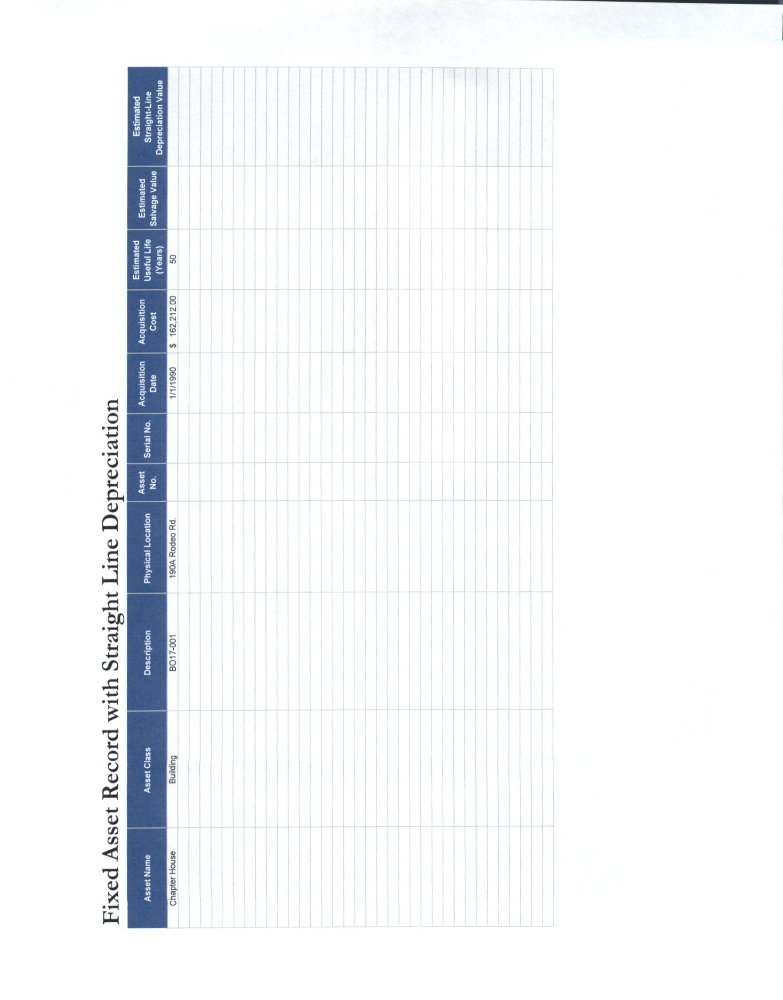 Fixed Asset Record with Straight Line Depreciation
Asset Name Asset Class Description Physical Location Asset No. Serial No. Acquisition Date Acquisition Cost Estimated Useful Life (Years) Estimated Salvage Value Estimated Straight-Line Depreciation Value
Chapter House Building BO17-001 190A Rodeo Rd. 1/1/1990 $ 162,212.00 50